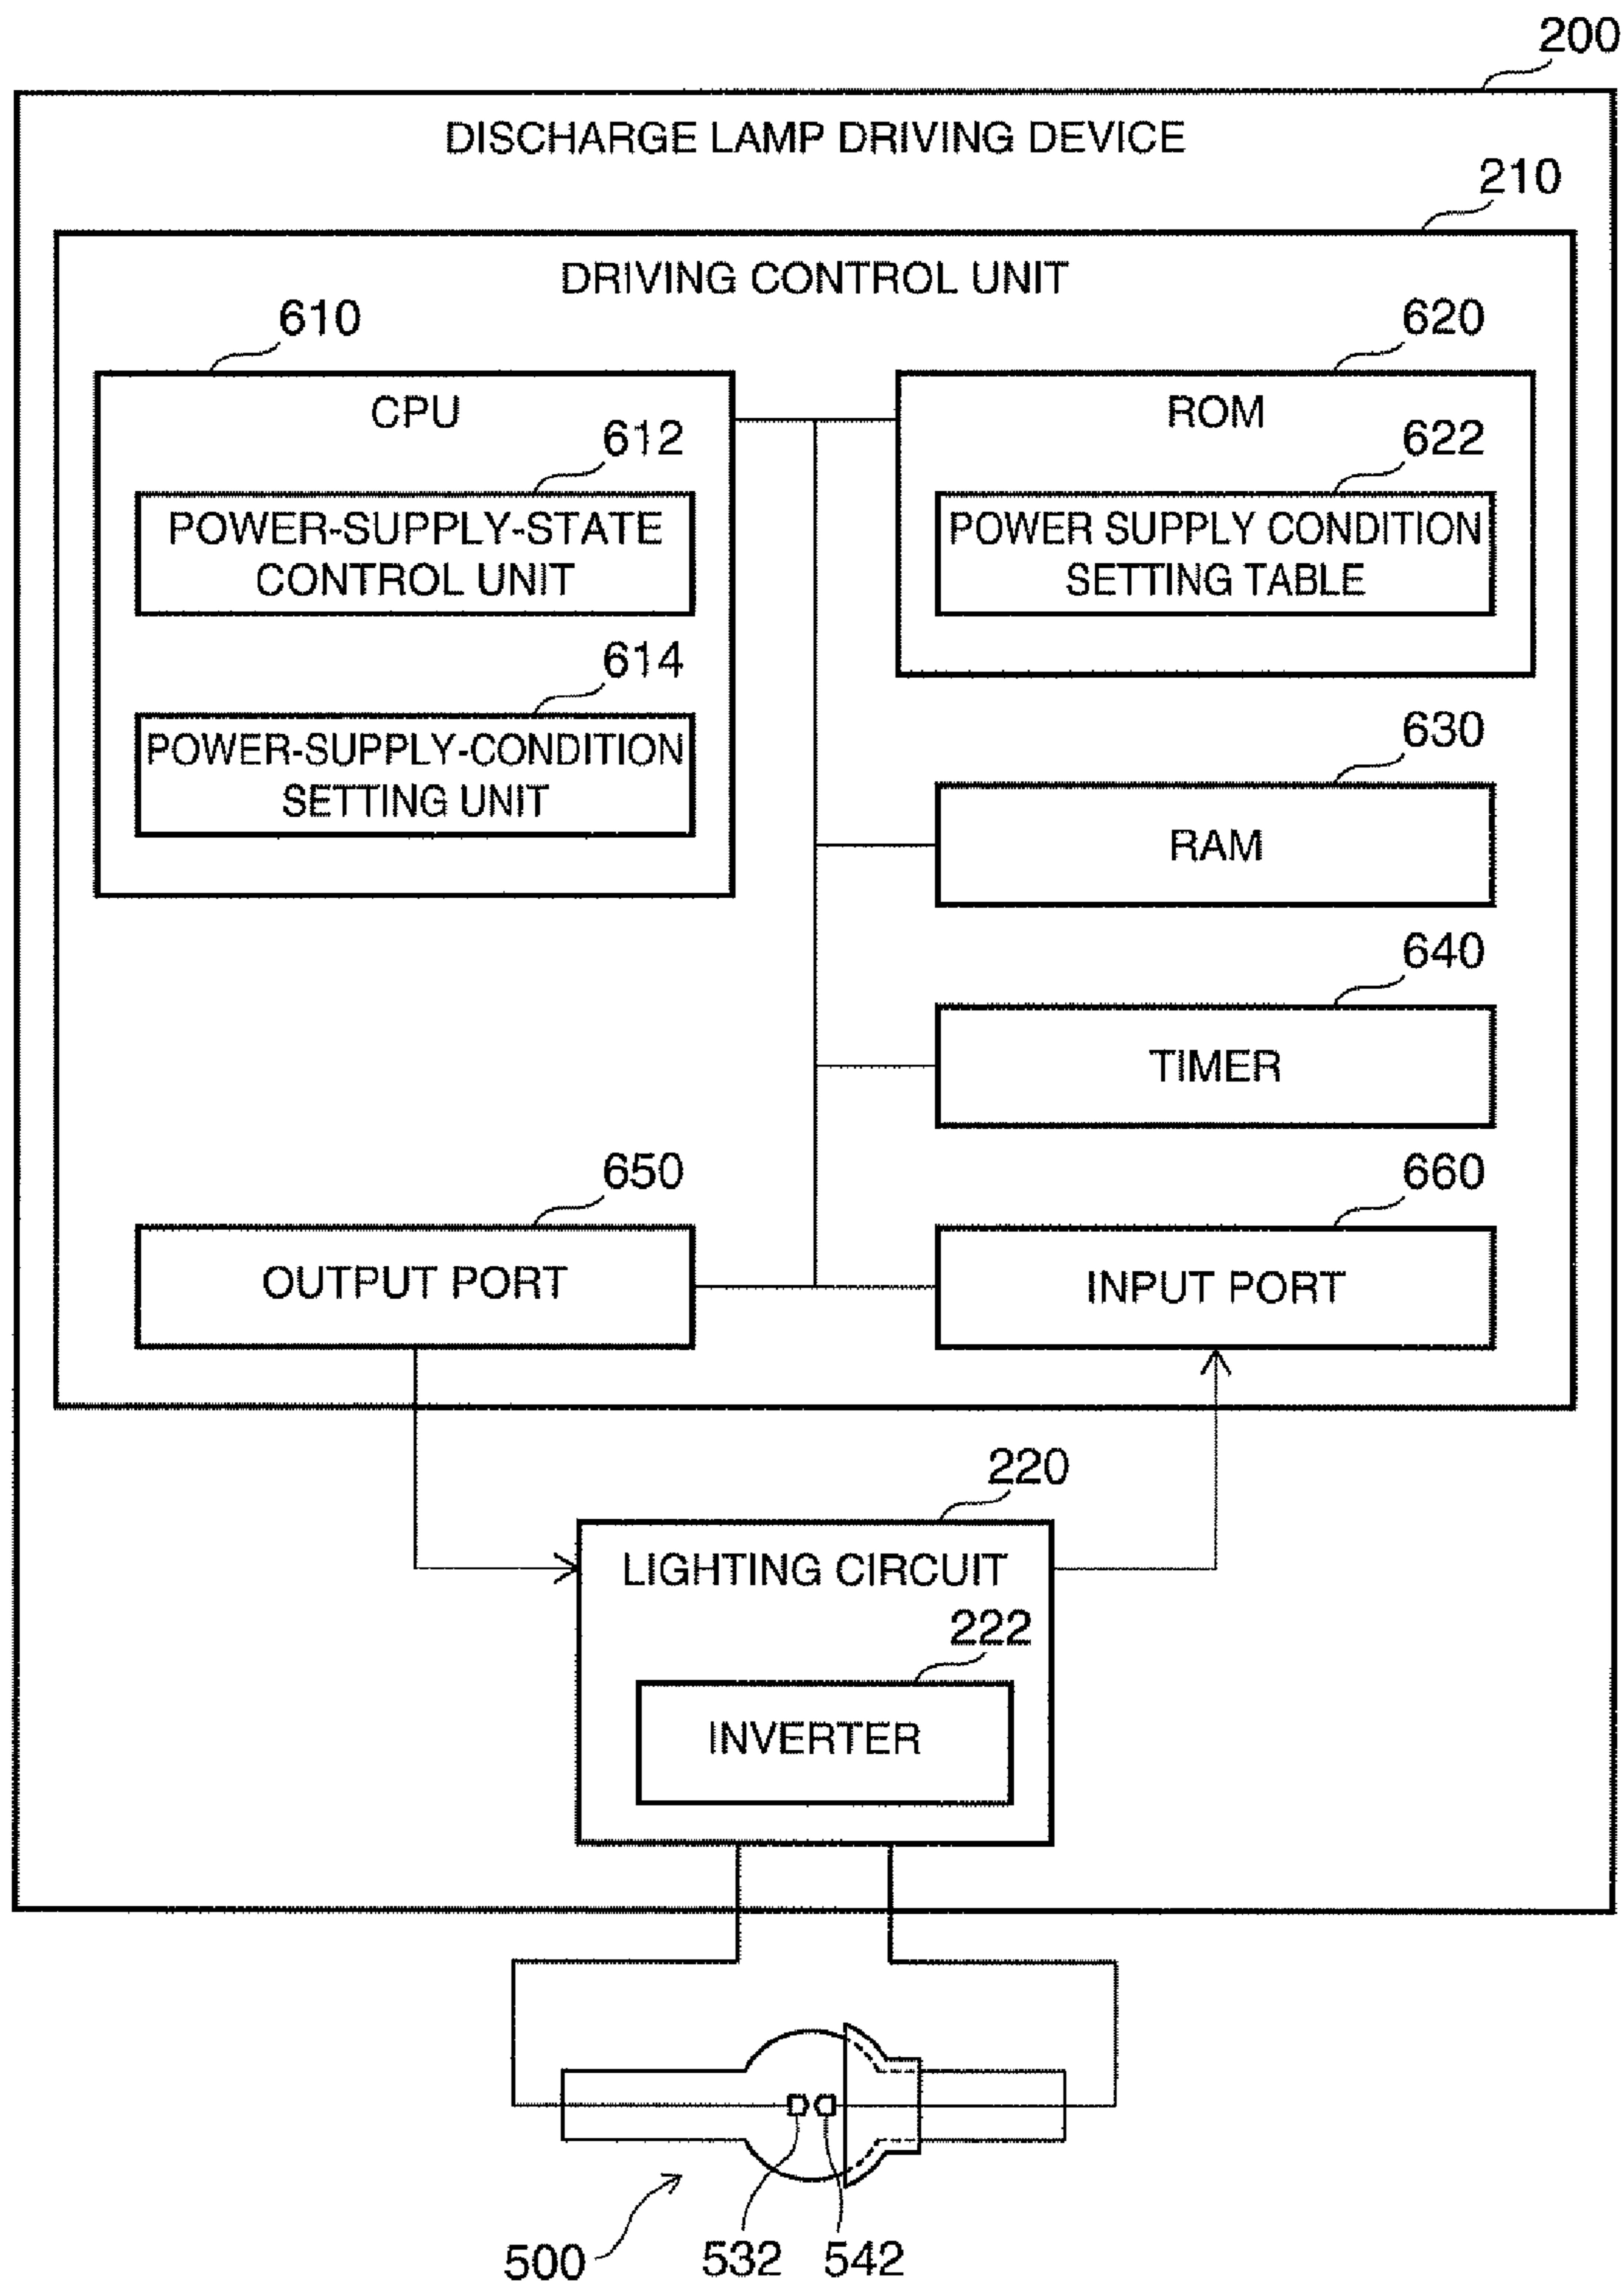 200
DISCHARGE LAMP DRIVING DEVICE
210
DRIVING CONTROL UNIT
610
CPU
612
POWER-SUPPLY-STATE
CONTROL UNIT
614
POWER-SUPPLY-CONDITION
SETTING UNIT
620
ROM
622
POWER SUPPLY CONDITION
SETTING TABLE
630
RAM
640
TIMER
650
OUTPUT PORT
660
INPUT PORT
220
LIGHTING CIRCUIT
222
INVERTER
500
532
542